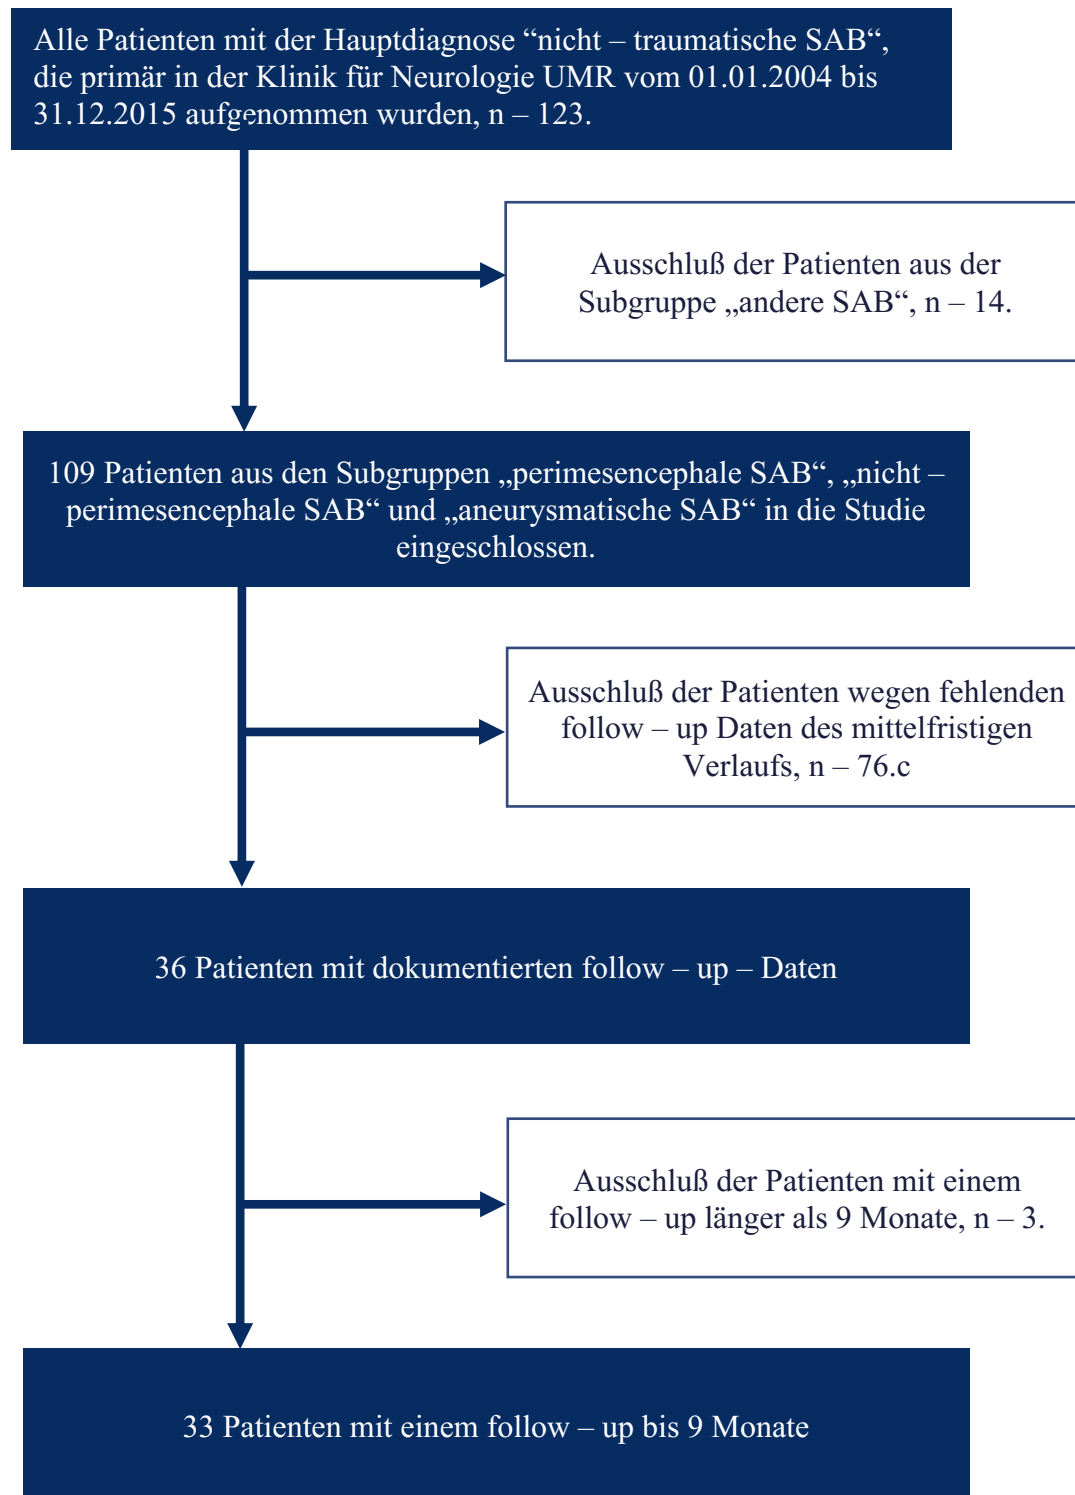 Alle Patienten mit der Hauptdiagnose “nicht – traumatische SAB“,
die primär in der Klinik für Neurologie UMR vom 01.01.2004 bis
31.12.2015 aufgenommen wurden, n – 123.
Ausschluß der Patienten aus der
Subgruppe „andere SAB“, n – 14.
109 Patienten aus den Subgruppen „perimesencephale SAB“, „nicht –
perimesencephale SAB“ und „aneurysmatische SAB“ in die Studie
eingeschlossen.
Ausschluß der Patienten wegen fehlenden
follow – up Daten des mittelfristigen
Verlaufs, n – 76.c
36 Patienten mit dokumentierten follow – up – Daten
Ausschluß der Patienten mit einem
follow – up länger als 9 Monate, n – 3.
33 Patienten mit einem follow – up bis 9 Monate